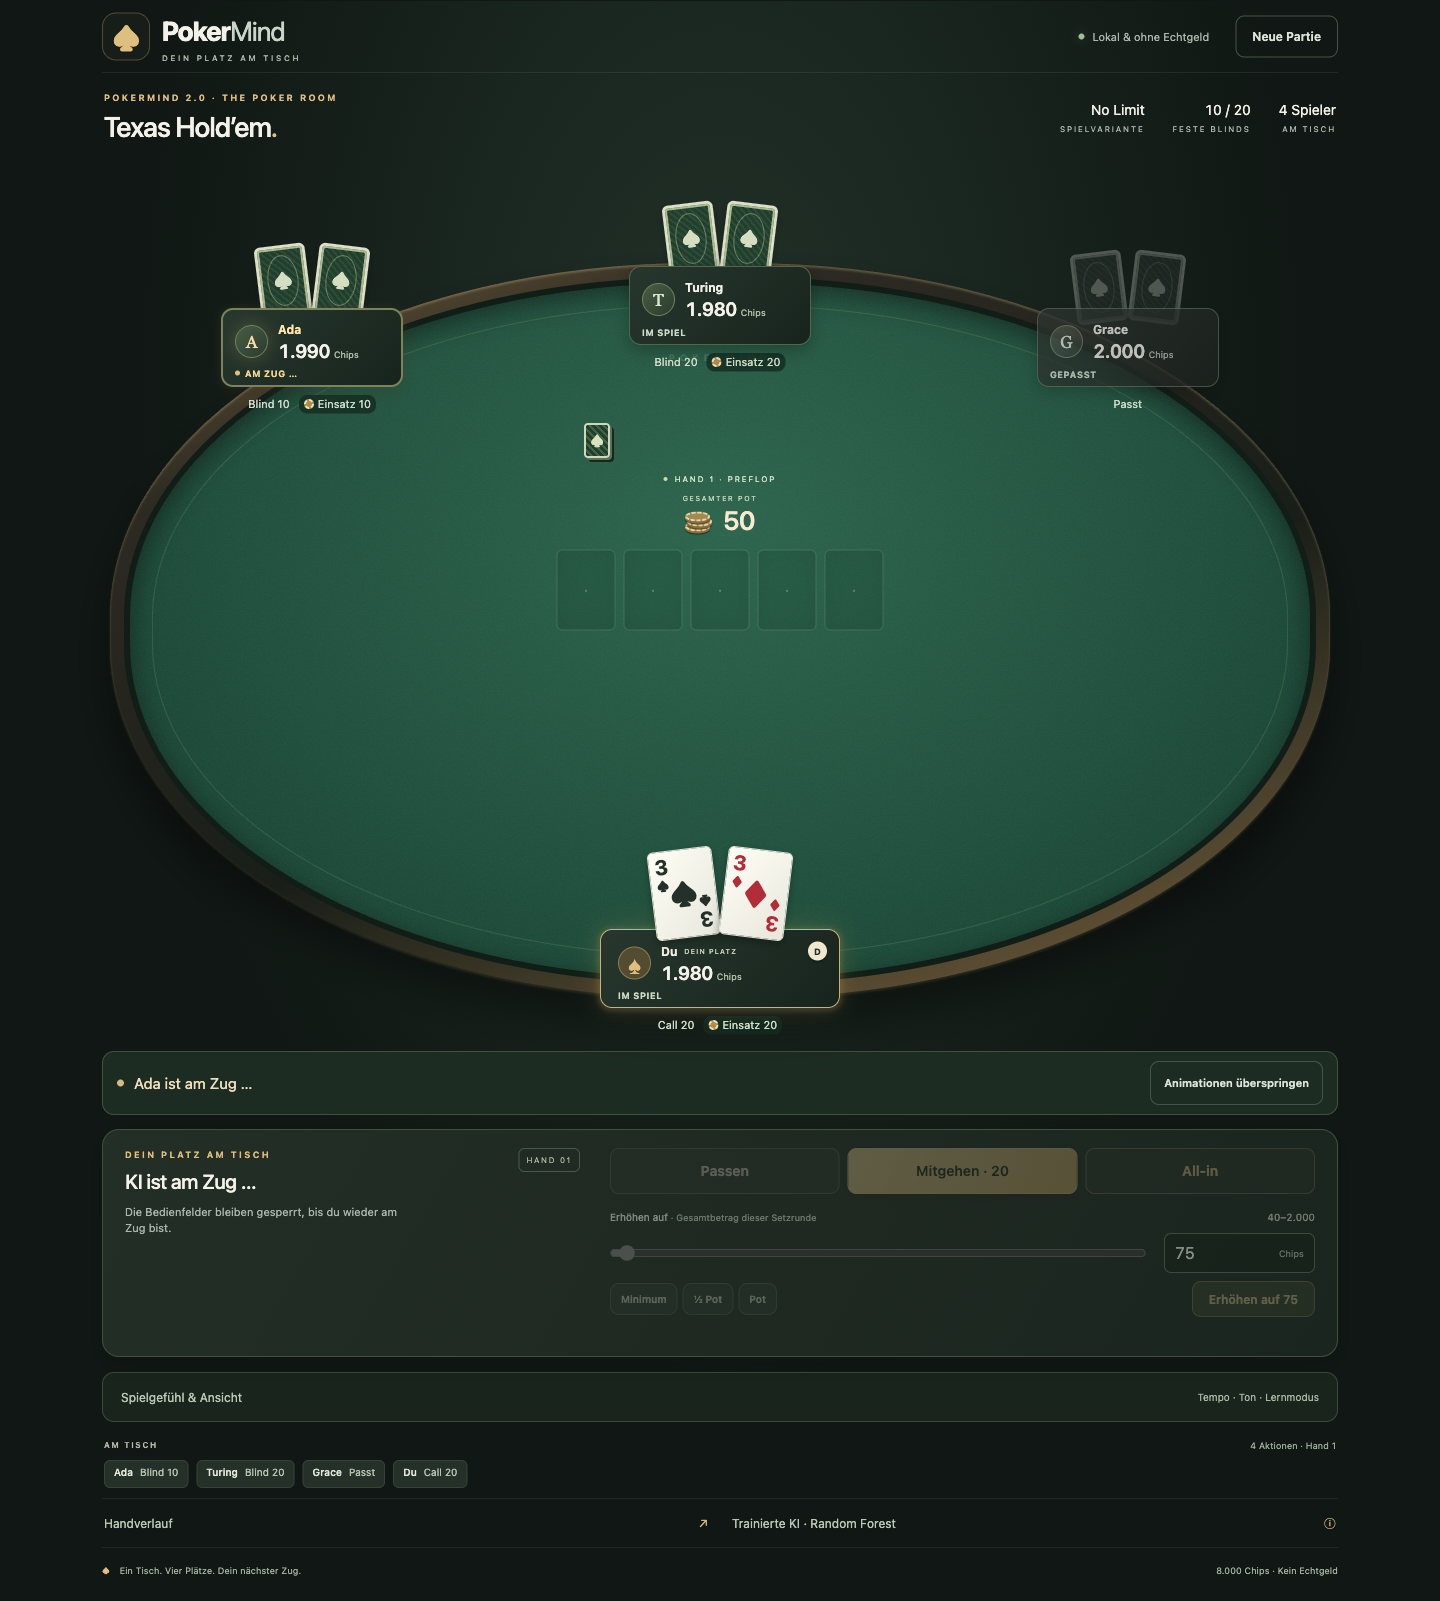 PokerMind
DEIN PLATZ AM TISCH
Lokal & ohne Echtgeld
Neue Partie
POKERMIND 2.0 · THE POKER ROOM
Texas Hold’em.
No Limit
SPIELVARIANTE
10 / 20
FESTE BLINDS
4 Spieler
AM TISCH
A
Ada
1.990 Chips
AM ZUG …
Blind 10
Einsatz 10
T
Turing
1.980 Chips
IM SPIEL
Blind 20
Einsatz 20
G
Grace
2.000 Chips
GEPASST
Passt
HAND 1 · PREFLOP
GESAMTER POT
50
3
3
3
3
Du DEIN PLATZ
D
1.980 Chips
IM SPIEL
Call 20
Einsatz 20
Ada ist am Zug …
Animationen überspringen
DEIN PLATZ AM TISCH
HAND 01
KI ist am Zug …
Die Bedienfelder bleiben gesperrt, bis du wieder am
Zug bist.
Passen
Mitgehen · 20
All-in
Erhöhen auf · Gesamtbetrag dieser Setzrunde
40–2.000
75
Chips
Minimum
½ Pot
Pot
Erhöhen auf 75
Spielgefühl & Ansicht
Tempo · Ton · Lernmodus
AM TISCH
4 Aktionen · Hand 1
Ada Blind 10
Turing Blind 20
Grace Passt
Du Call 20
Handverlauf
Trainierte KI · Random Forest
Ein Tisch. Vier Plätze. Dein nächster Zug.
8.000 Chips · Kein Echtgeld